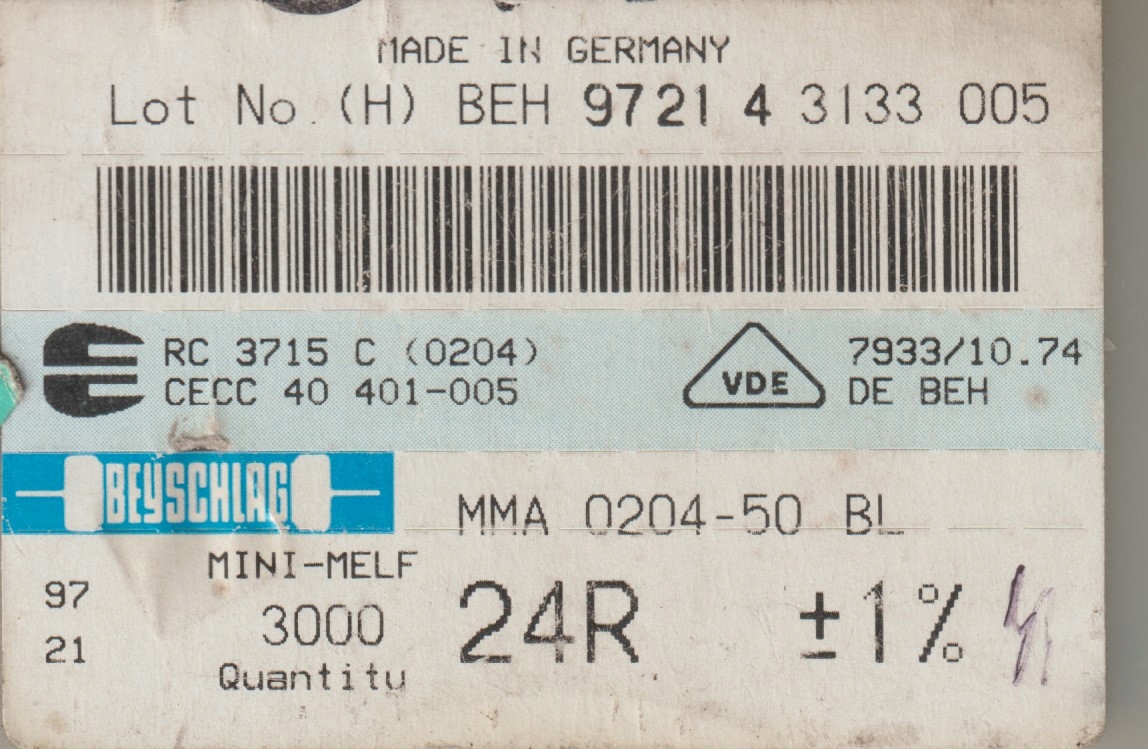 MADE IN GERMANY
Lot No. (H) BEH 9721 4 3133 005
RC 3715 C (0204)
CECC 40 401-005
VDE
7933/10.74
DE BEH
BEYSCHLAG
MMA 0204-50 BL
MINI-MELF
97
21
3000
Quantity
24R ±1%